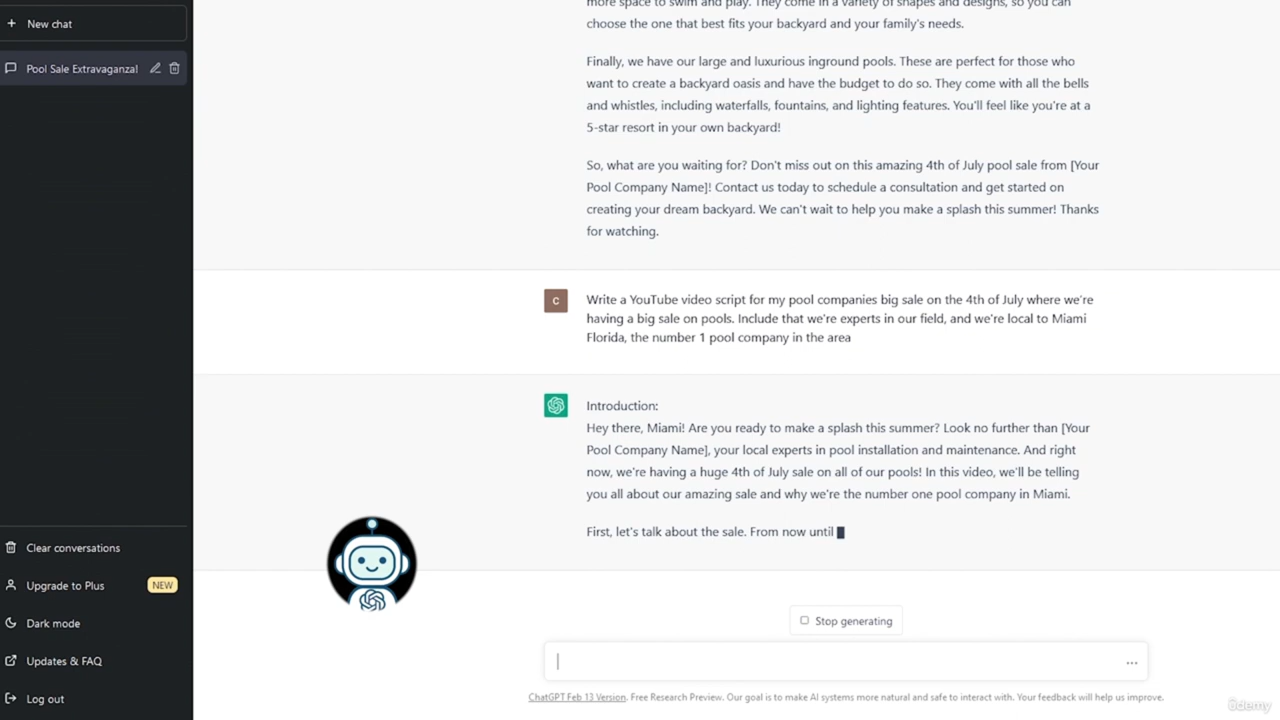 New chat
Pool Sale Extravaganza!
more space to swim and play. They come in a variety of shapes and designs, so you can
choose the one that best fits your backyard and your family's needs.
Finally, we have our large and luxurious inground pools. These are perfect for those who
want to create a backyard oasis and have the budget to do so. They come with all the bells
and whistles, including waterfalls, fountains, and lighting features. You'll feel like you're at a
5-star resort in your own backyard!
So, what are you waiting for? Don't miss out on this amazing 4th of July pool sale from [Your
Pool Company Name]! Contact us today to schedule a consultation and get started on
creating your dream backyard. We can't wait to help you make a splash this summer! Thanks
for watching.
C
Write a YouTube video script for my pool companies big sale on the 4th of July where we're
having a big sale on pools. Include that we're experts in our field, and we're local to Miami
Florida, the number 1 pool company in the area
Introduction:
Hey there, Miami! Are you ready to make a splash this summer? Look no further than [Your
Pool Company Name], your local experts in pool installation and maintenance. And right
now, we're having a huge 4th of July sale on all of our pools! In this video, we'll be telling
you all about our amazing sale and why we're the number one pool company in Miami.
First, let's talk about the sale. From now until
Clear conversations
Upgrade to Plus NEW
Dark mode
Updates & FAQ
Log out
Stop generating
ChatGPT Feb 13 Version. Free Research Preview. Our goal is to make AI systems more natural and safe to interact with. Your feedback will help us improve.
ûdemy